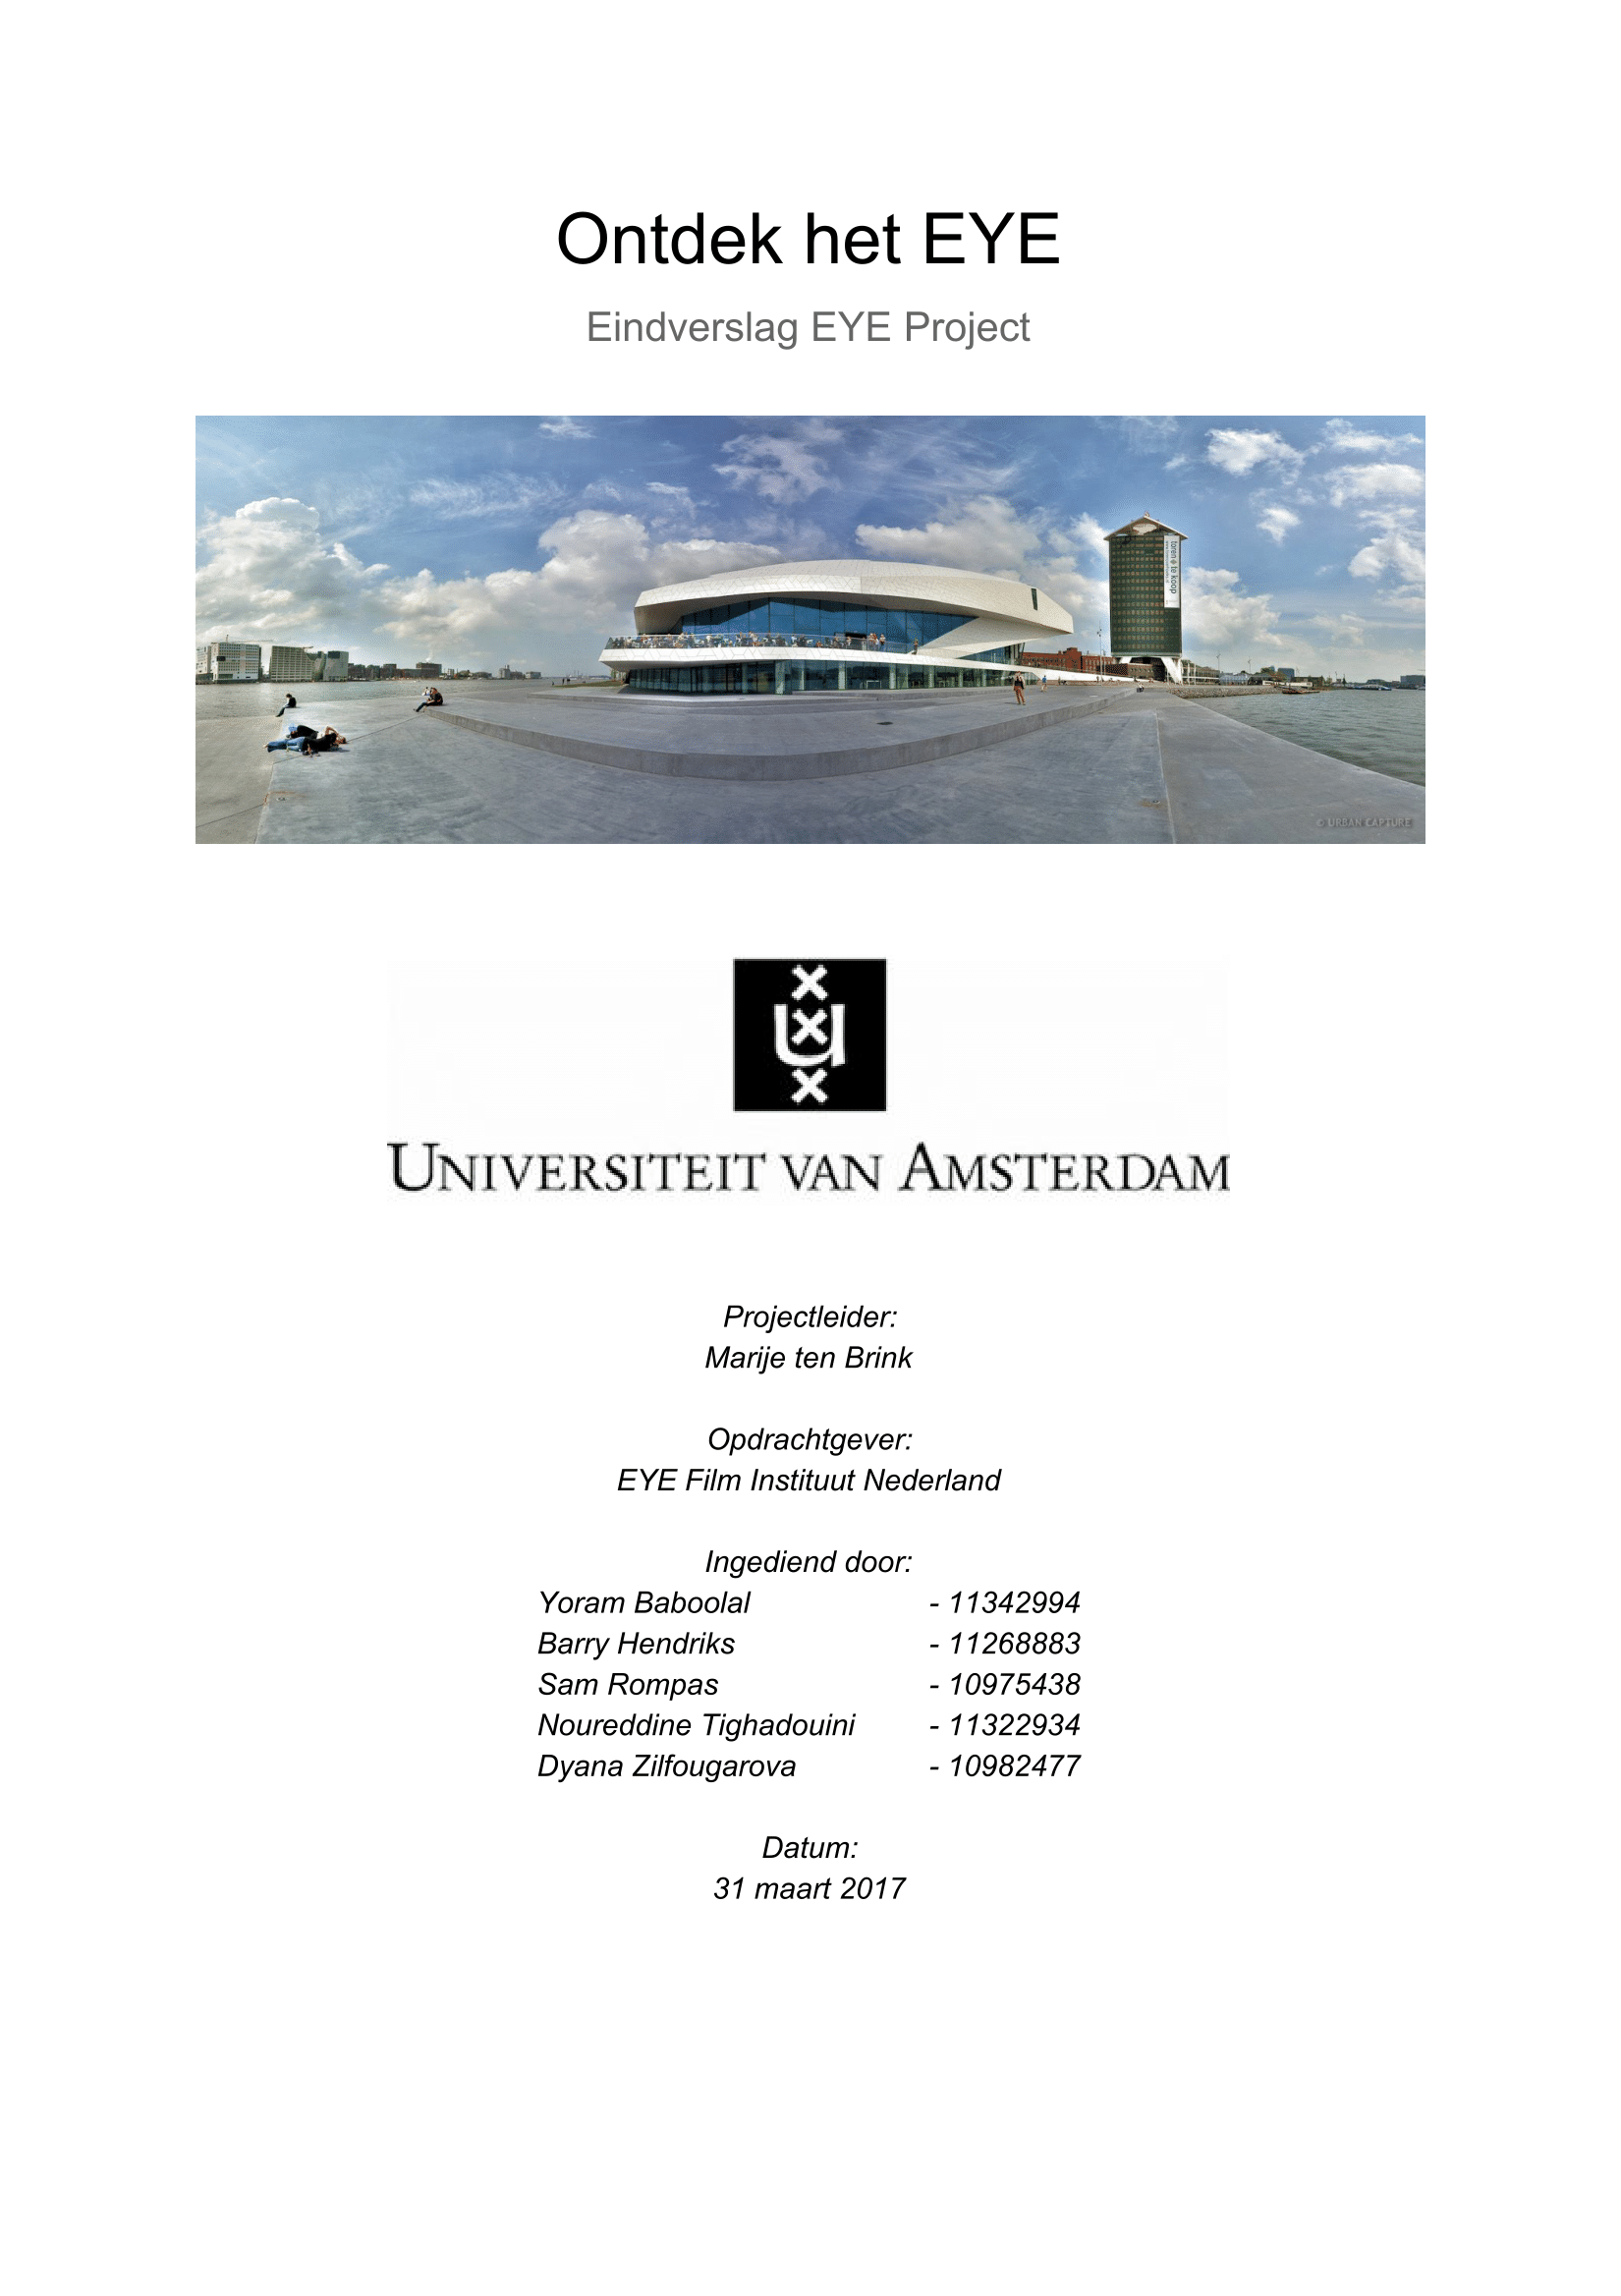 Ontdek het EYE
Eindverslag EYE Project
toren te koop
© URBAN CAPTURE
UNIVERSITEIT VAN AMSTERDAM
Projectleider:
Marije ten Brink
Opdrachtgever:
EYE Film Instituut Nederland
Ingediend door:
Yoram Baboolal - 11342994
Barry Hendriks - 11268883
Sam Rompas - 10975438
Noureddine Tighadouini - 11322934
Dyana Zilfougarova - 10982477
Datum:
31 maart 2017